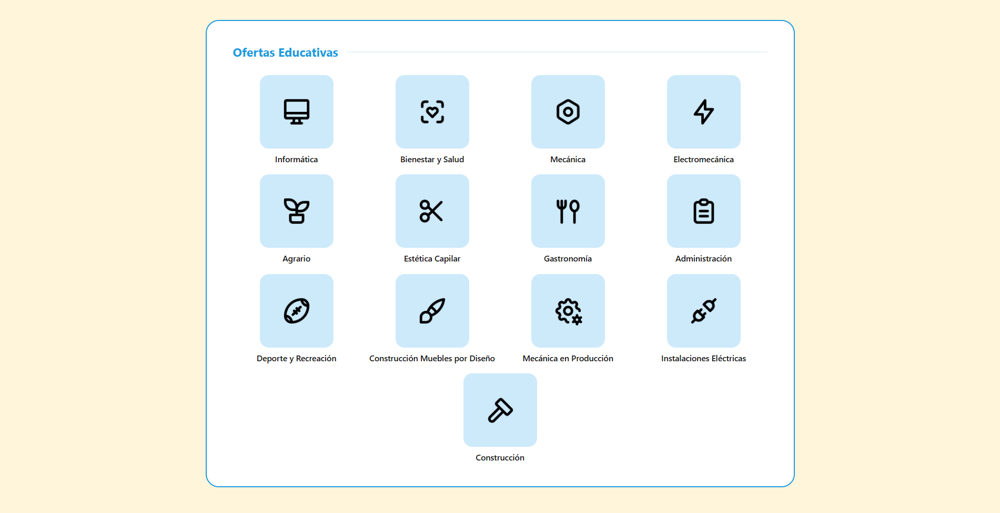 Ofertas Educativas
Informática
Bienestar y Salud
Mecánica
Electromecánica
Agrario
Estética Capilar
Gastronomía
Administración
Deporte y Recreación
Construcción Muebles por Diseño
Mecánica en Producción
Instalaciones Eléctricas
Construcción